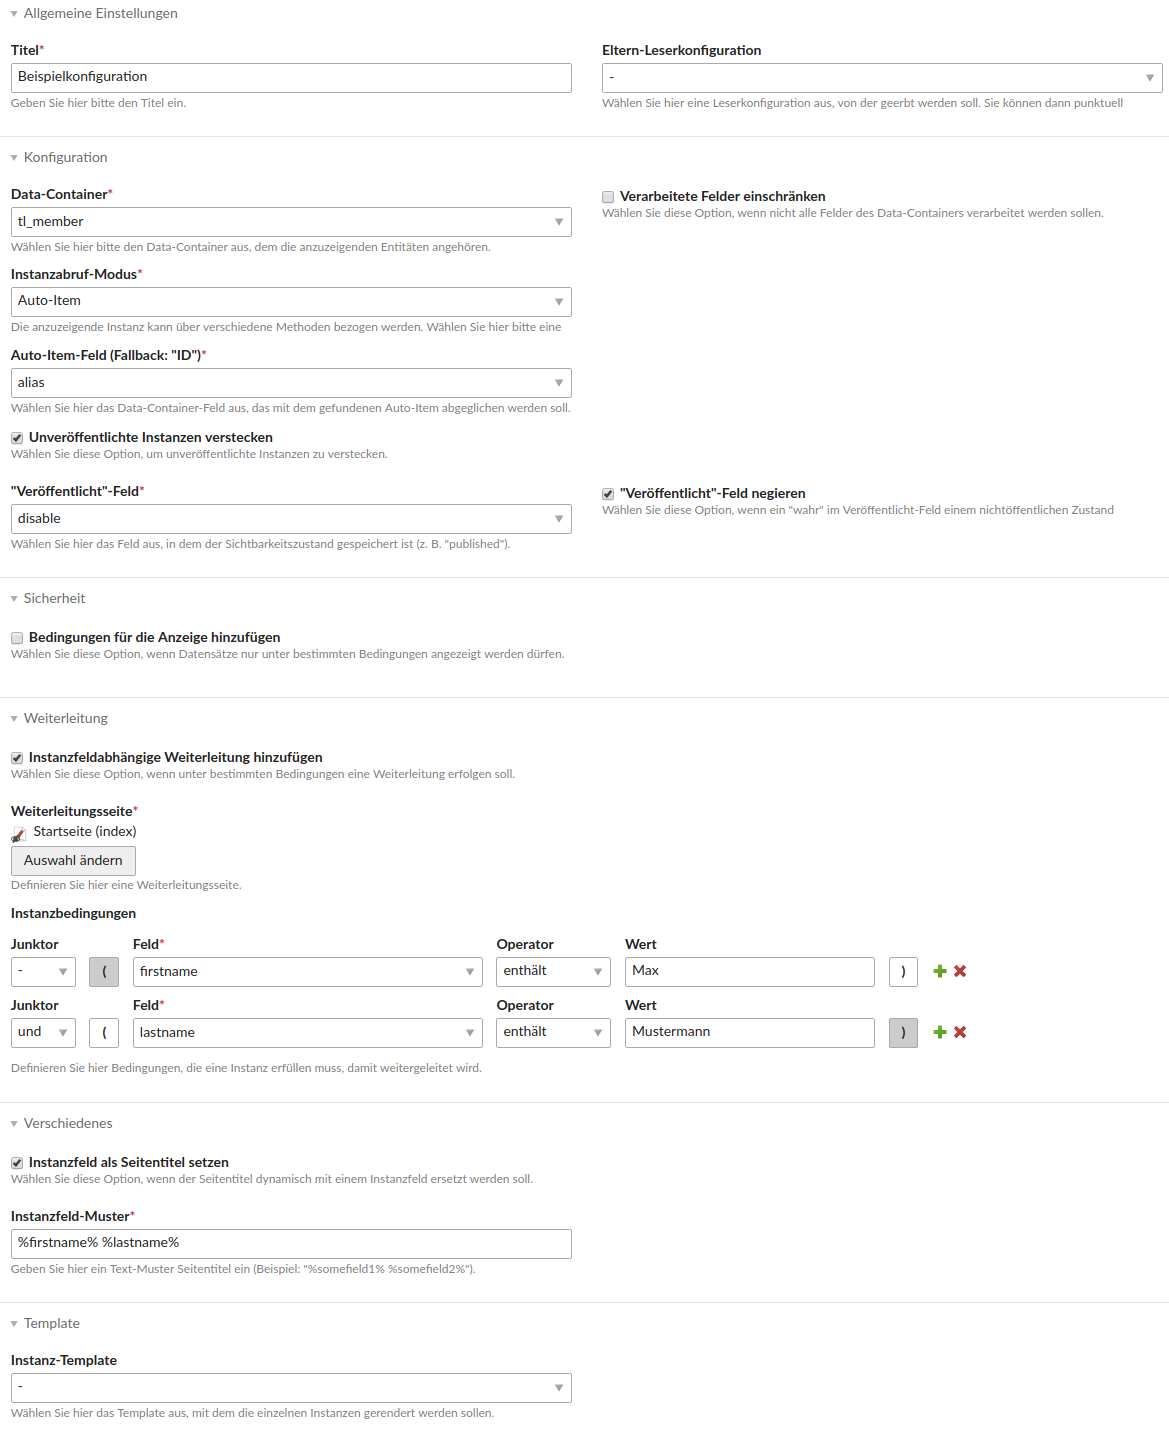 Allgemeine Einstellungen
Titel*
Eltern-Leserkonfiguration
Beispielkonfiguration
-
Geben Sie hier bitte den Titel ein.
Wählen Sie hier eine Leserkonfiguration aus, von der geerbt werden soll. Sie können dann punktuell
Konfiguration
Data-Container*
Verarbeitete Felder einschränken
tl_member
Wählen Sie diese Option, wenn nicht alle Felder des Data-Containers verarbeitet werden sollen.
Wählen Sie hier bitte den Data-Container aus, dem die anzuzeigenden Entitäten angehören.
Instanzabruf-Modus*
Auto-Item
Die anzuzeigende Instanz kann über verschiedene Methoden bezogen werden. Wählen Sie hier bitte eine
Auto-Item-Feld (Fallback: "ID")*
alias
Wählen Sie hier das Data-Container-Feld aus, das mit dem gefundenen Auto-Item abgeglichen werden soll.
Unveröffentlichte Instanzen verstecken
Wählen Sie diese Option, um unveröffentlichte Instanzen zu verstecken.
"Veröffentlicht"-Feld*
"Veröffentlicht"-Feld negieren
disable
Wählen Sie diese Option, wenn ein "wahr" im Veröffentlicht-Feld einem nichtöffentlichen Zustand
Wählen Sie hier das Feld aus, in dem der Sichtbarkeitszustand gespeichert ist (z. B. "published").
Sicherheit
Bedingungen für die Anzeige hinzufügen
Wählen Sie diese Option, wenn Datensätze nur unter bestimmten Bedingungen angezeigt werden dürfen.
Weiterleitung
Instanzfeldabhängige Weiterleitung hinzufügen
Wählen Sie diese Option, wenn unter bestimmten Bedingungen eine Weiterleitung erfolgen soll.
Weiterleitungsseite*
Startseite (index)
Auswahl ändern
Definieren Sie hier eine Weiterleitungsseite.
Instanzbedingungen
Junktor Feld* Operator Wert
- ( firstname enthält Max )
Junktor Feld* Operator Wert
und ( lastname enthält Mustermann )
Definieren Sie hier Bedingungen, die eine Instanz erfüllen muss, damit weitergeleitet wird.
Verschiedenes
Instanzfeld als Seitentitel setzen
Wählen Sie diese Option, wenn der Seitentitel dynamisch mit einem Instanzfeld ersetzt werden soll.
Instanzfeld-Muster*
%firstname% %lastname%
Geben Sie hier ein Text-Muster Seitentitel ein (Beispiel: "%somefield1% %somefield2%").
Template
Instanz-Template
-
Wählen Sie hier das Template aus, mit dem die einzelnen Instanzen gerendert werden sollen.